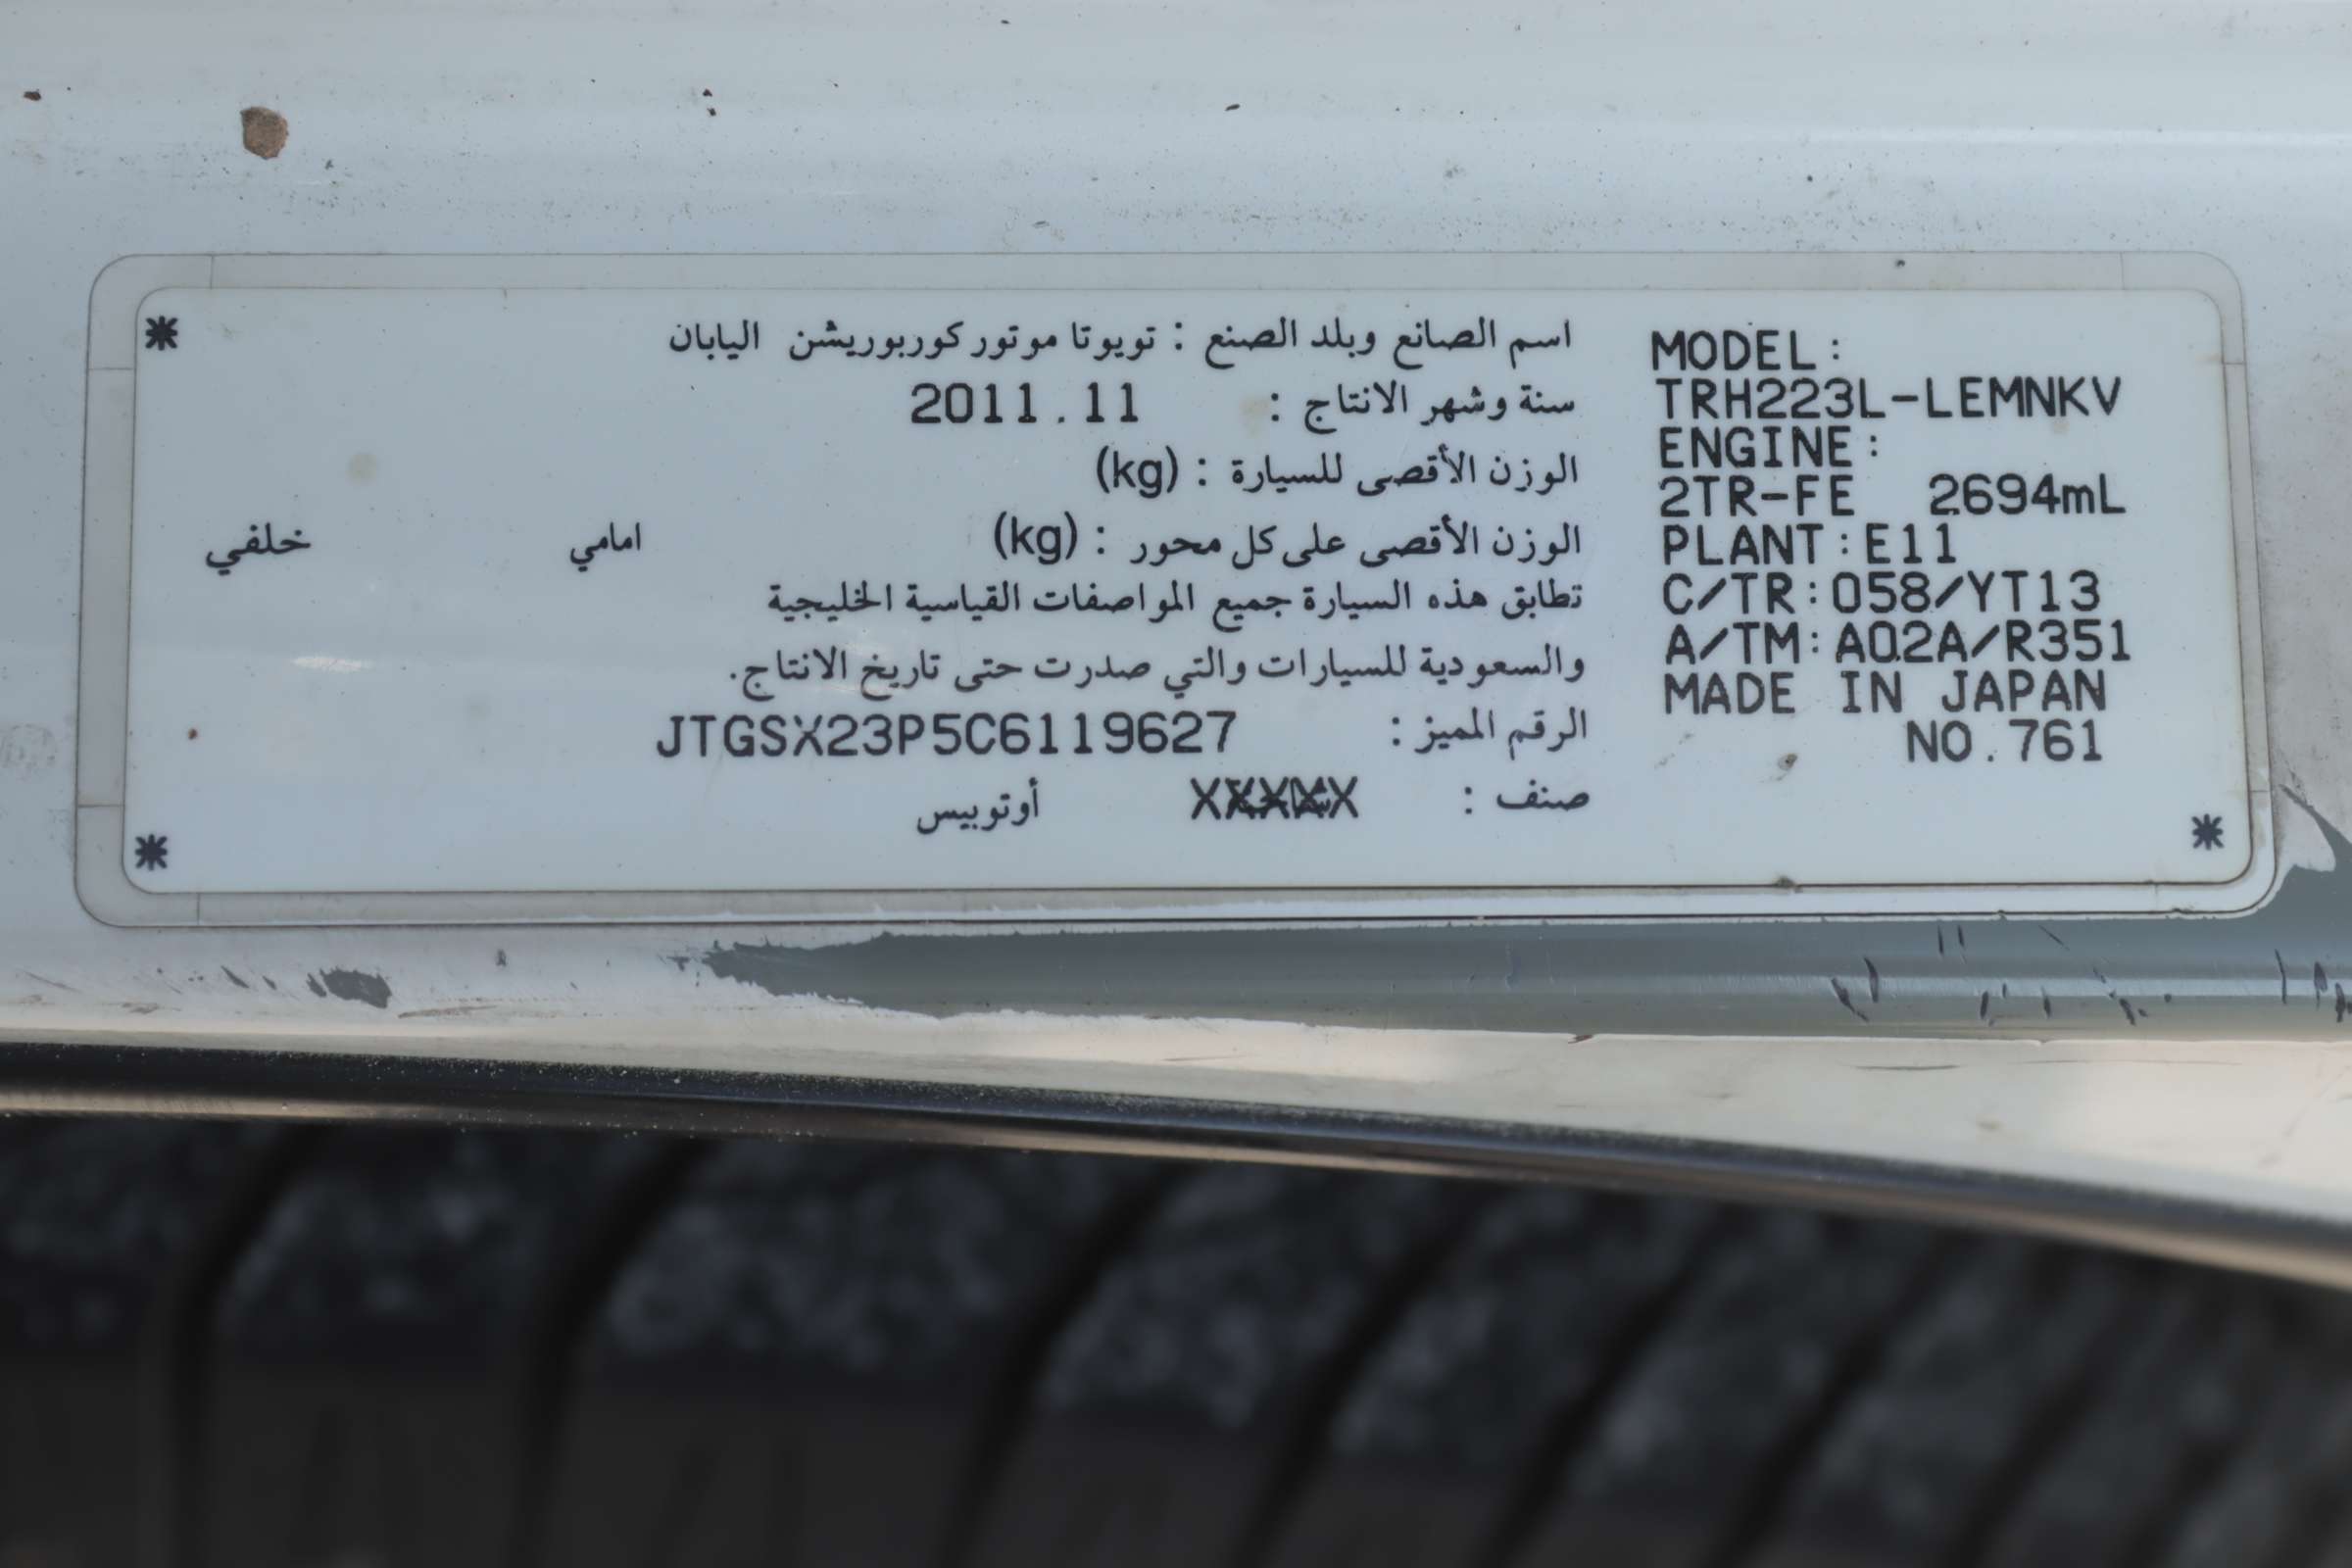 اسم الصانع وبلد الصنع : تويوتا موتور كوربوريشن اليابان
سنة وشهر الانتاج : 2011.11
الوزن الأقصى للسيارة : (kg)
الوزن الأقصى على كل محور : (kg) امامي خلفي
تطابق هذه السيارة جميع المواصفات القياسية الخليجية
والسعودية للسيارات والتي صدرت حتى تاريخ الانتاج.
الرقم المميز : JTGSX23P5C6119627
صنف : XXXXX أوتوبيس
MODEL:
TRH223L-LEMNKV
ENGINE:
2TR-FE 2694mL
PLANT:E11
C/TR:058/YT13
A/TM:A02A/R351
MADE IN JAPAN
NO.761